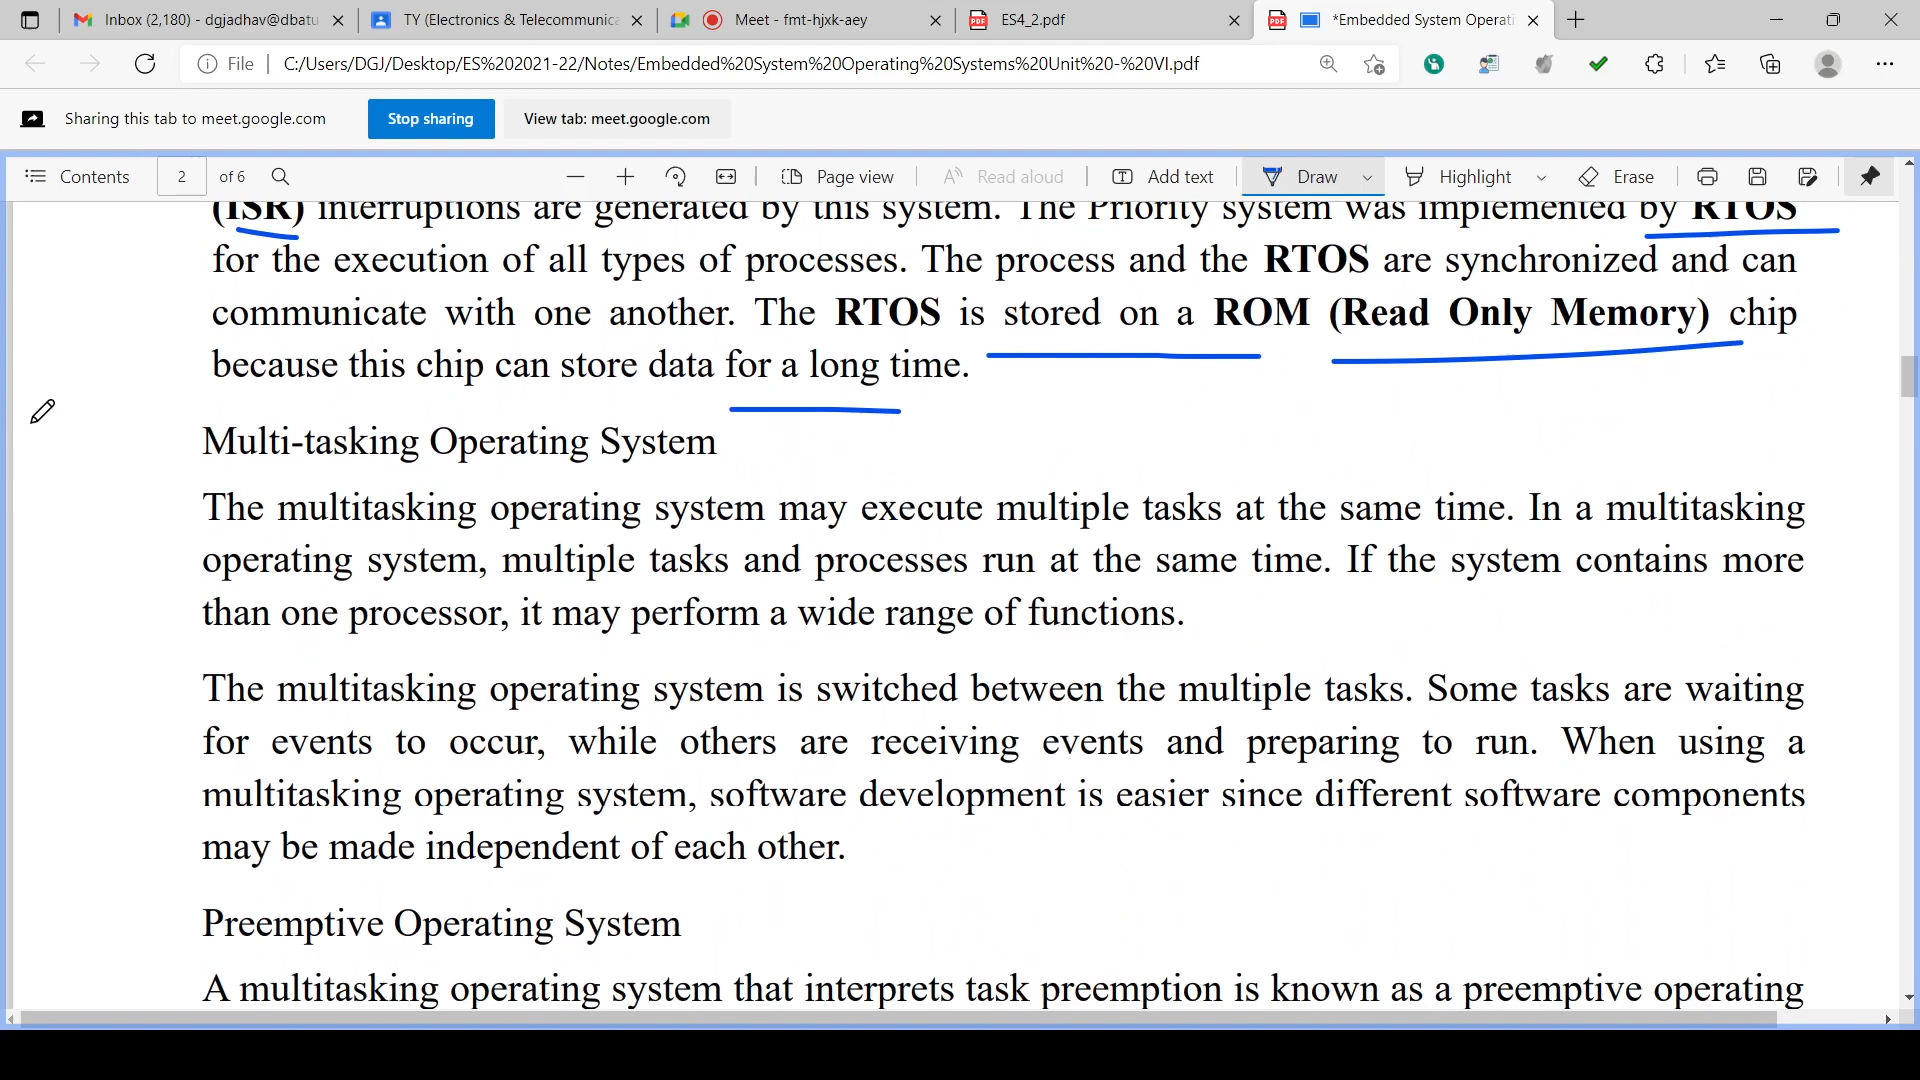 Inbox (2,180) - dgjadhav@dbatu
TY (Electronics & Telecommunica
Meet - fmt-hjxk-aey
ES4_2.pdf
*Embedded System Operati
File
C:/Users/DGJ/Desktop/ES%202021-22/Notes/Embedded%20System%20Operating%20Systems%20Unit%20-%20VI.pdf
Sharing this tab to meet.google.com
Stop sharing
View tab: meet.google.com
Contents
2
of 6
Page view
Read aloud
Add text
Draw
Highlight
Erase
(ISR) interruptions are generated by this system. The Priority system was implemented by RTOS
for the execution of all types of processes. The process and the RTOS are synchronized and can
communicate with one another. The RTOS is stored on a ROM (Read Only Memory) chip
because this chip can store data for a long time.
Multi-tasking Operating System
The multitasking operating system may execute multiple tasks at the same time. In a multitasking
operating system, multiple tasks and processes run at the same time. If the system contains more
than one processor, it may perform a wide range of functions.
The multitasking operating system is switched between the multiple tasks. Some tasks are waiting
for events to occur, while others are receiving events and preparing to run. When using a
multitasking operating system, software development is easier since different software components
may be made independent of each other.
Preemptive Operating System
A multitasking operating system that interprets task preemption is known as a preemptive operating